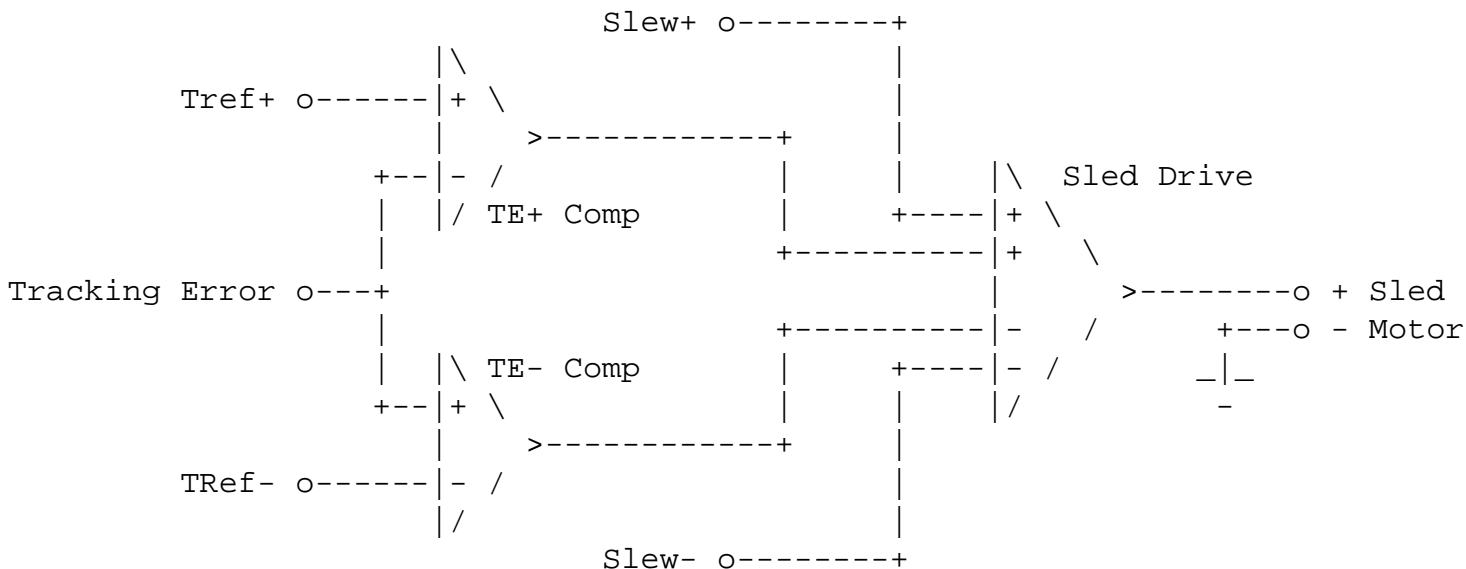 Slew+
Tref+
Sled Drive
TE+ Comp
Tracking Error
+ Sled
- Motor
TE- Comp
TRef-
Slew-